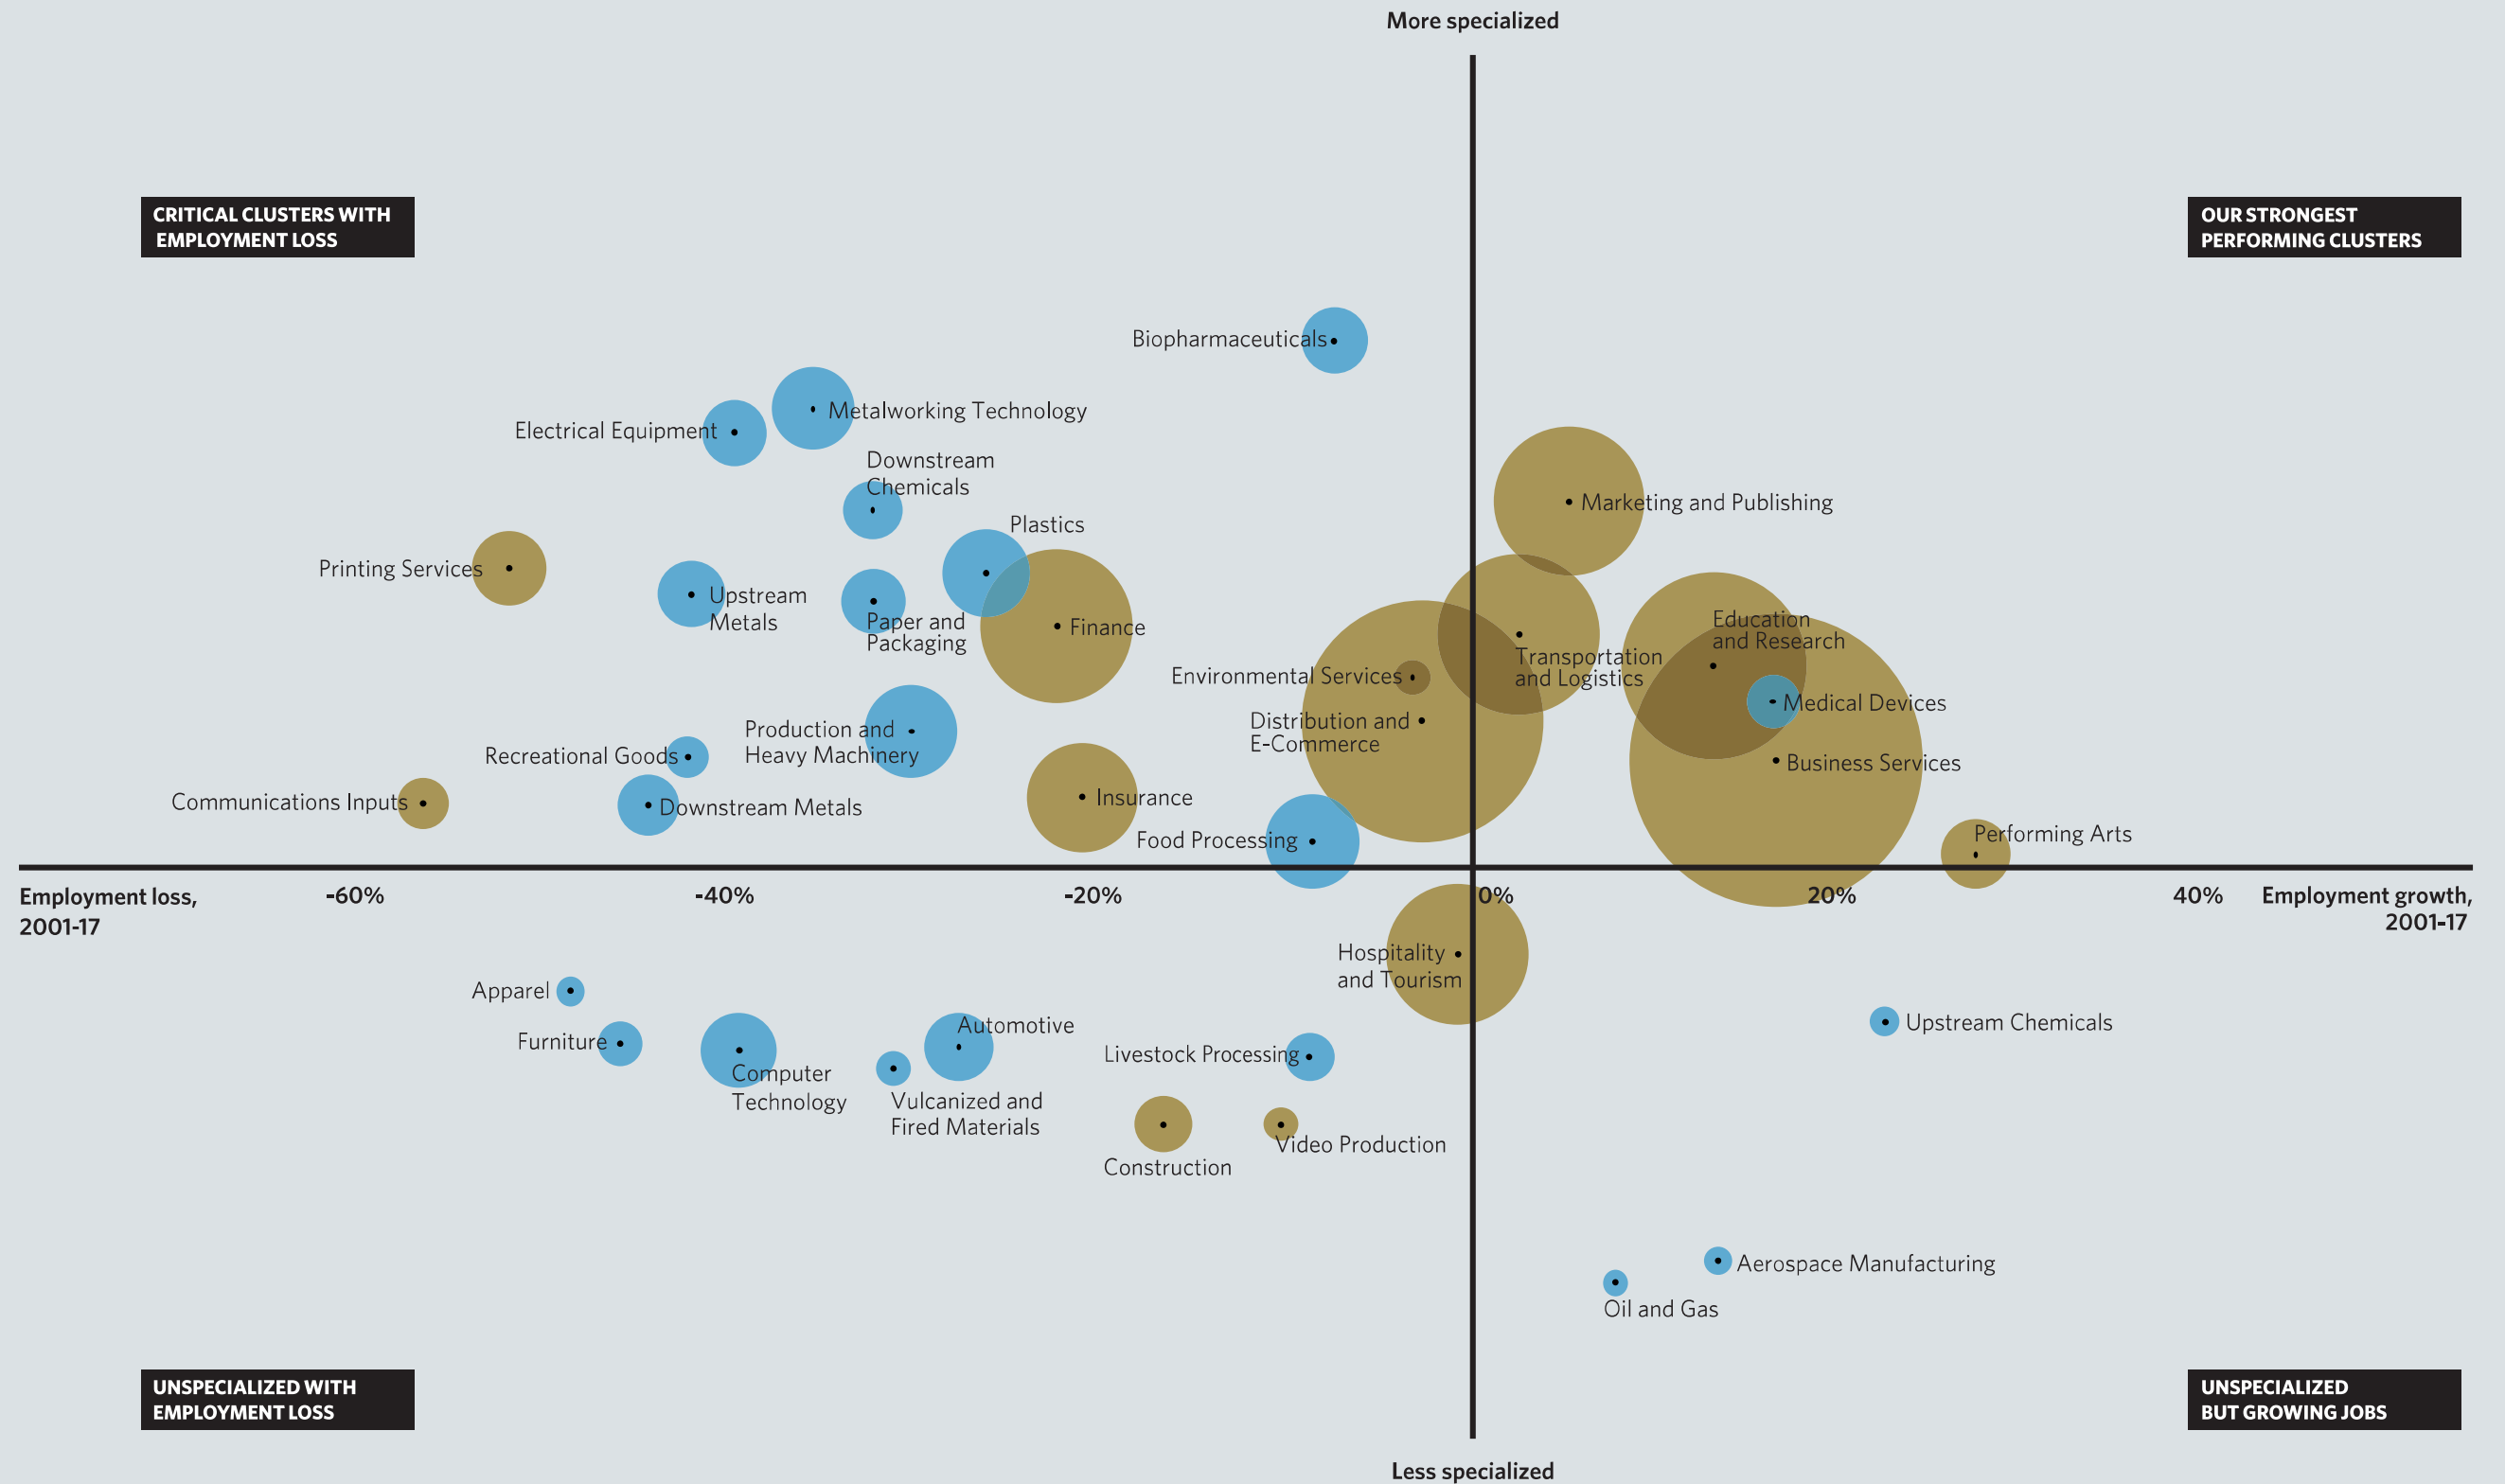 More specialized
CRITICAL CLUSTERS WITH
EMPLOYMENT LOSS
OUR STRONGEST
PERFORMING CLUSTERS
Biopharmaceuticals
Metalworking Technology
Electrical Equipment
Downstream
Chemicals
Marketing and Publishing
Plastics
Printing Services
Upstream
Metals
Paper and
Packaging
Finance
Education
and Research
Transportation
and Logistics
Environmental Services
Medical Devices
Distribution and
E-Commerce
Production and
Heavy Machinery
Recreational Goods
Business Services
Communications Inputs
Downstream Metals
Insurance
Food Processing
Performing Arts
Employment loss,
2001-17
-60%
-40%
-20%
0%
20%
40%
Employment growth,
2001-17
Hospitality
and Tourism
Apparel
Furniture
Computer
Technology
Automotive
Vulcanized and
Fired Materials
Livestock Processing
Upstream Chemicals
Construction
Video Production
Aerospace Manufacturing
Oil and Gas
UNSPECIALIZED WITH
EMPLOYMENT LOSS
UNSPECIALIZED
BUT GROWING JOBS
Less specialized